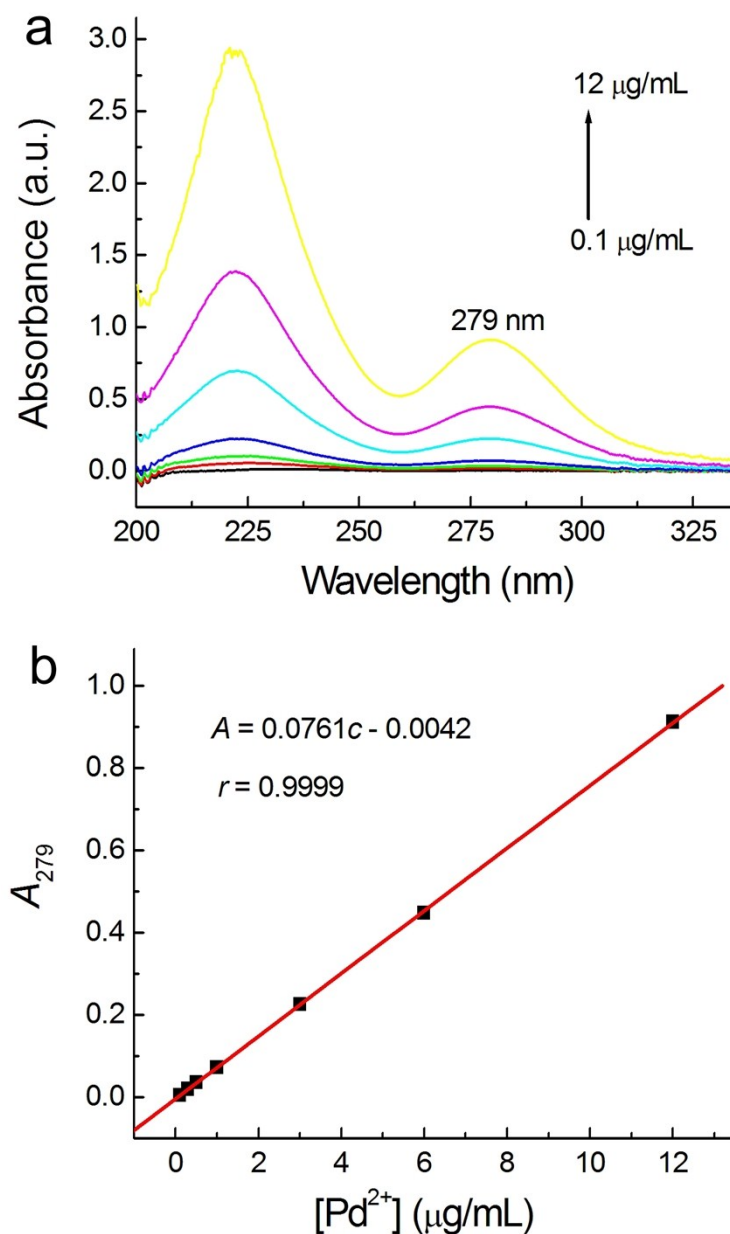 a
3.0
2.5
2.0
1.5
1.0
0.5
0.0
Absorbance (a.u.)
12 μg/mL
0.1 μg/mL
279 nm
200 225 250 275 300 325
Wavelength (nm)
b
1.0
0.8
0.6
0.4
0.2
0.0
A₂₇₉
A = 0.0761c - 0.0042
r = 0.9999
0 2 4 6 8 10 12
[Pd²⁺] (μg/mL)